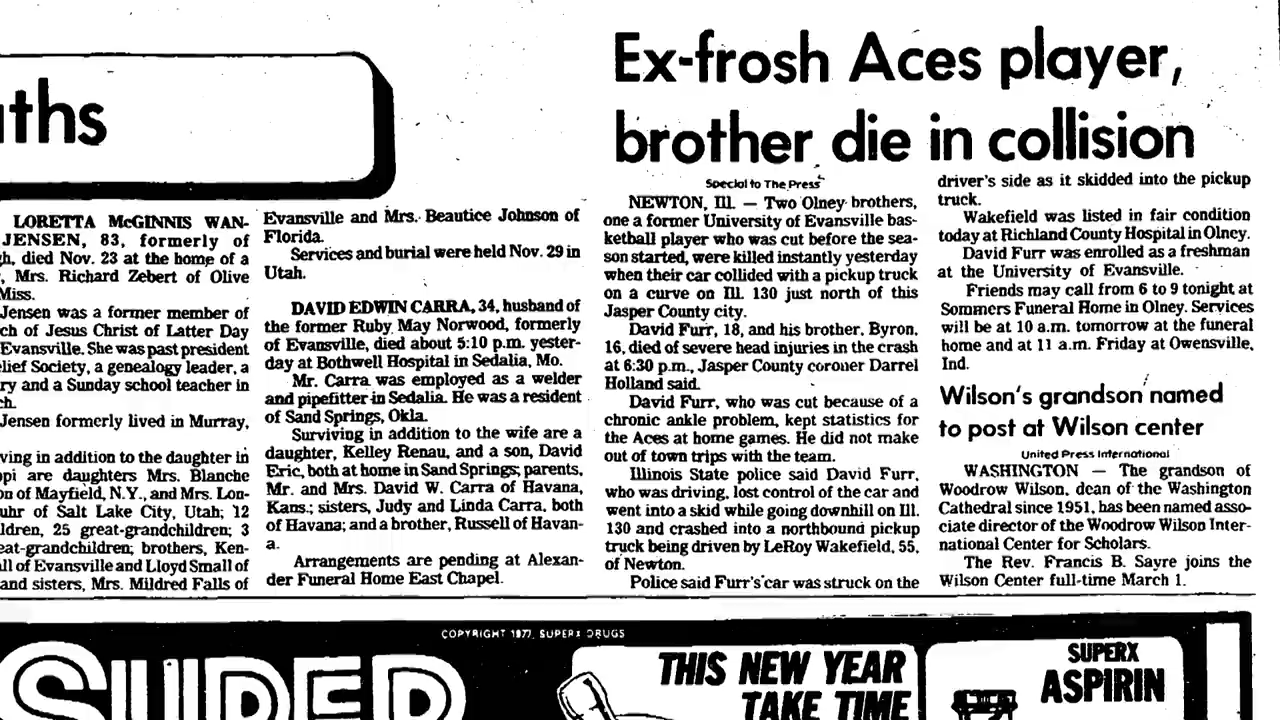 ths
LORETTA McGINNIS WAN-
JENSEN, 83, formerly of
gh, died Nov. 23 at the home of a
, Mrs. Richard Zebert of Olive
Miss.
Jensen was a former member of
ch of Jesus Christ of Latter Day
Evansville. She was past president
lief Society, a genealogy leader, a
ry and a Sunday school teacher in
ch.
Jensen formerly lived in Murray,
ving in addition to the daughter in
ppi are daughters Mrs. Blanche
on of Mayfield, N.Y., and Mrs. Lon-
uhr of Salt Lake City, Utah; 12
ldren, 25 great-grandchildren; 3
eat-grandchildren; brothers, Ken-
ll of Evansville and Lloyd Small of
and sisters, Mrs. Mildred Falls of
Evansville and Mrs. Beautice Johnson of
Florida.
Services and burial were held Nov. 29 in
Utah.
DAVID EDWIN CARRA, 34, husband of
the former Ruby May Norwood, formerly
of Evansville, died about 5:10 p.m. yester-
day at Bothwell Hospital in Sedalia, Mo.
Mr. Carra was employed as a welder
and pipefitter in Sedalia. He was a resident
of Sand Springs, Okla.
Surviving in addition to the wife are a
daughter, Kelley Renau, and a son, David
Eric, both at home in Sand Springs; parents,
Mr. and Mrs. David W. Carra of Havana,
Kans.; sisters, Judy and Linda Carra, both
of Havana; and a brother, Russell of Havan-
a.
Arrangements are pending at Alexan-
der Funeral Home East Chapel.
Ex-frosh Aces player,
brother die in collision
Special to The Press
NEWTON, Ill. — Two Olney brothers,
one a former University of Evansville bas-
ketball player who was cut before the sea-
son started, were killed instantly yesterday
when their car collided with a pickup truck
on a curve on Ill. 130 just north of this
Jasper County city.
David Furr, 18, and his brother, Byron,
16, died of severe head injuries in the crash
at 6:30 p.m., Jasper County coroner Darrel
Holland said.
David Furr, who was cut because of a
chronic ankle problem, kept statistics for
the Aces at home games. He did not make
out of town trips with the team.
Illinois State police said David Furr,
who was driving, lost control of the car and
went into a skid while going downhill on Ill.
130 and crashed into a northbound pickup
truck being driven by LeRoy Wakefield, 55,
of Newton.
Police said Furr's car was struck on the
driver's side as it skidded into the pickup
truck.
Wakefield was listed in fair condition
today at Richland County Hospital in Olney.
David Furr was enrolled as a freshman
at the University of Evansville.
Friends may call from 6 to 9 tonight at
Sommers Funeral Home in Olney. Services
will be at 10 a.m. tomorrow at the funeral
home and at 11 a.m. Friday at Owensville,
Ind.
Wilson's grandson named
to post at Wilson center
United Press International
WASHINGTON — The grandson of
Woodrow Wilson, dean of the Washington
Cathedral since 1951, has been named asso-
ciate director of the Woodrow Wilson Inter-
national Center for Scholars.
The Rev. Francis B. Sayre joins the
Wilson Center full-time March 1.
COPYRIGHT 1977, SUPERX DRUGS
SUPER
THIS NEW YEAR
TAKE TIME
SUPERX
ASPIRIN